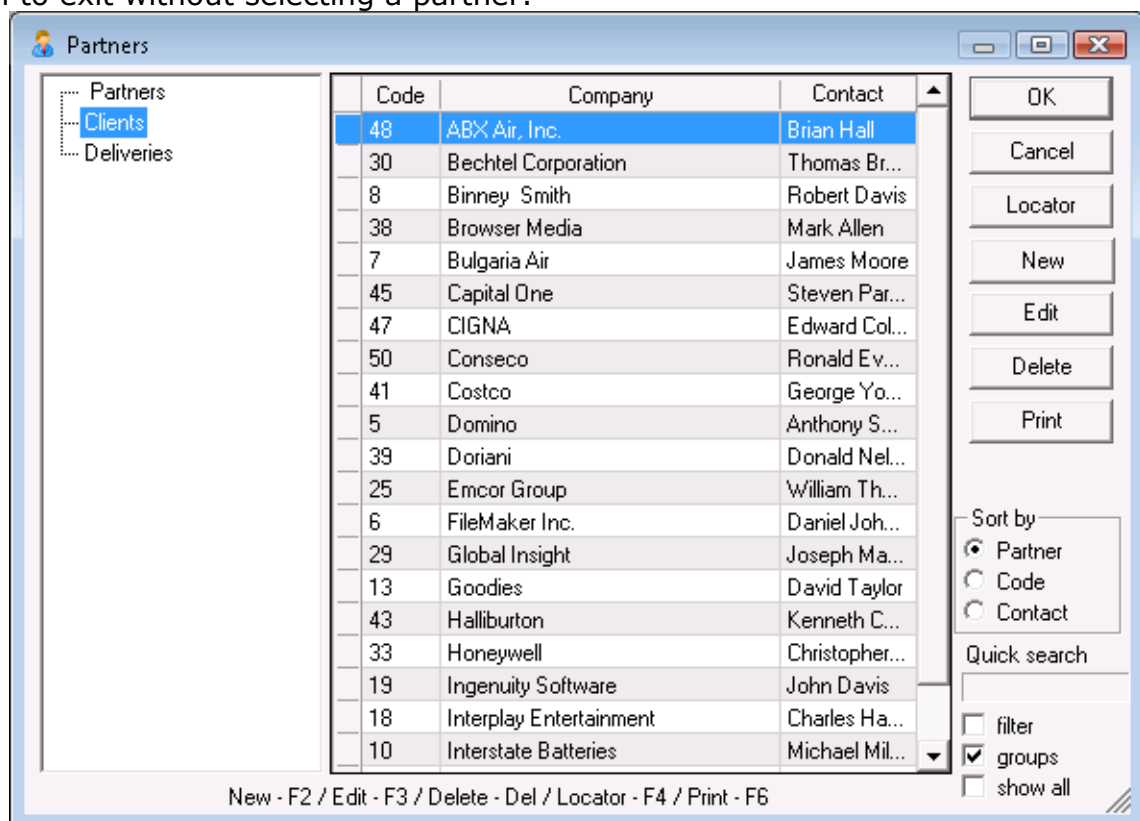 to exit without selecting a partner.
Partners
Partners
Clients
Deliveries
Code Company Contact
48 ABX Air, Inc. Brian Hall
30 Bechtel Corporation Thomas Br...
8 Binney Smith Robert Davis
38 Browser Media Mark Allen
7 Bulgaria Air James Moore
45 Capital One Steven Par...
47 CIGNA Edward Col...
50 Conseco Ronald Ev...
41 Costco George Yo...
5 Domino Anthony S...
39 Doriani Donald Nel...
25 Emcor Group William Th...
6 FileMaker Inc. Daniel Joh...
29 Global Insight Joseph Ma...
13 Goodies David Taylor
43 Halliburton Kenneth C...
33 Honeywell Christopher...
19 Ingenuity Software John Davis
18 Interplay Entertainment Charles Ha...
10 Interstate Batteries Michael Mil...
OK
Cancel
Locator
New
Edit
Delete
Print
Sort by
Partner
Code
Contact
Quick search
filter
groups
show all
New - F2 / Edit - F3 / Delete - Del / Locator - F4 / Print - F6